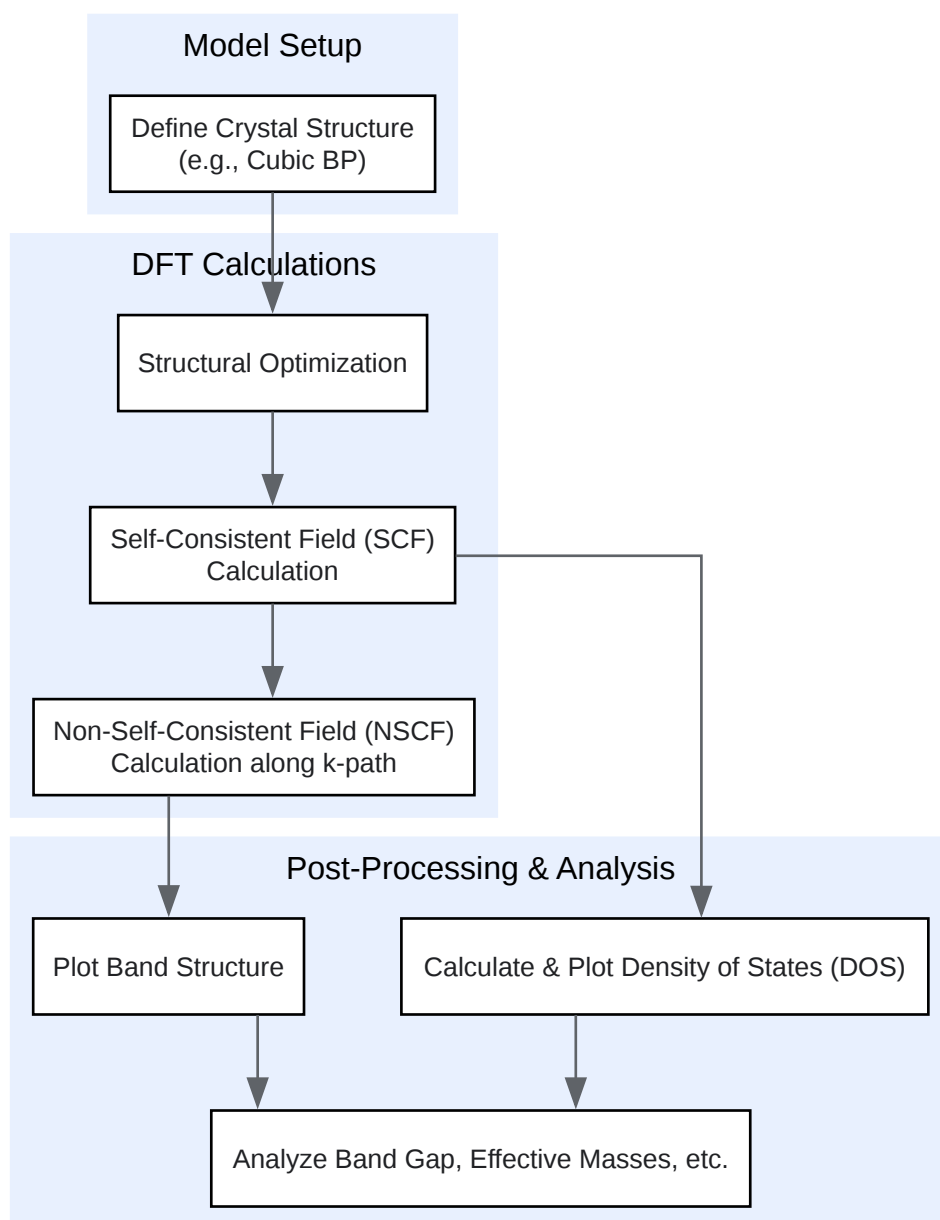 Model Setup
Define Crystal Structure
(e.g., Cubic BP)
DFT Calculations
Structural Optimization
Self-Consistent Field (SCF)
Calculation
Non-Self-Consistent Field (NSCF)
Calculation along k-path
Post-Processing & Analysis
Plot Band Structure
Calculate & Plot Density of States (DOS)
Analyze Band Gap, Effective Masses, etc.